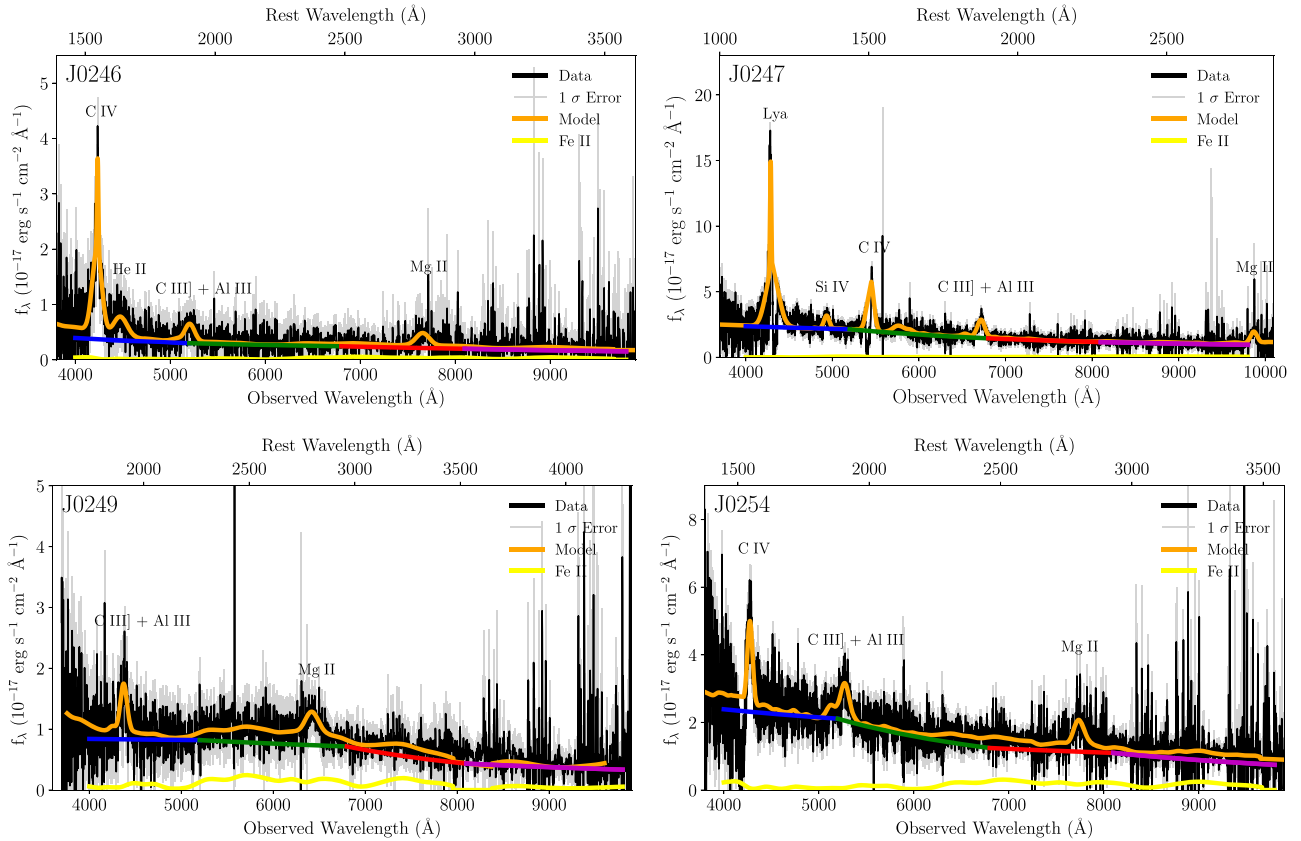 Rest Wavelength (Å)
1500 2000 2500 3000 3500
J0246
Data
1 σ Error
Model
Fe II
C IV
He II
C III] + Al III
Mg II
5
4
3
2
1
0
f_λ (10⁻¹⁷ erg s⁻¹ cm⁻² Å⁻¹)
4000 5000 6000 7000 8000 9000
Observed Wavelength (Å)
Rest Wavelength (Å)
1000 1500 2000 2500
J0247
Data
1 σ Error
Model
Fe II
Lya
C IV
Si IV
C III] + Al III
Mg II
20
15
10
5
0
f_λ (10⁻¹⁷ erg s⁻¹ cm⁻² Å⁻¹)
4000 5000 6000 7000 8000 9000 10000
Observed Wavelength (Å)
Rest Wavelength (Å)
2000 2500 3000 3500 4000
J0249
Data
1 σ Error
Model
Fe II
C III] + Al III
Mg II
5
4
3
2
1
0
f_λ (10⁻¹⁷ erg s⁻¹ cm⁻² Å⁻¹)
4000 5000 6000 7000 8000 9000
Observed Wavelength (Å)
Rest Wavelength (Å)
1500 2000 2500 3000 3500
J0254
Data
1 σ Error
Model
Fe II
C IV
C III] + Al III
Mg II
8
6
4
2
0
f_λ (10⁻¹⁷ erg s⁻¹ cm⁻² Å⁻¹)
4000 5000 6000 7000 8000 9000
Observed Wavelength (Å)